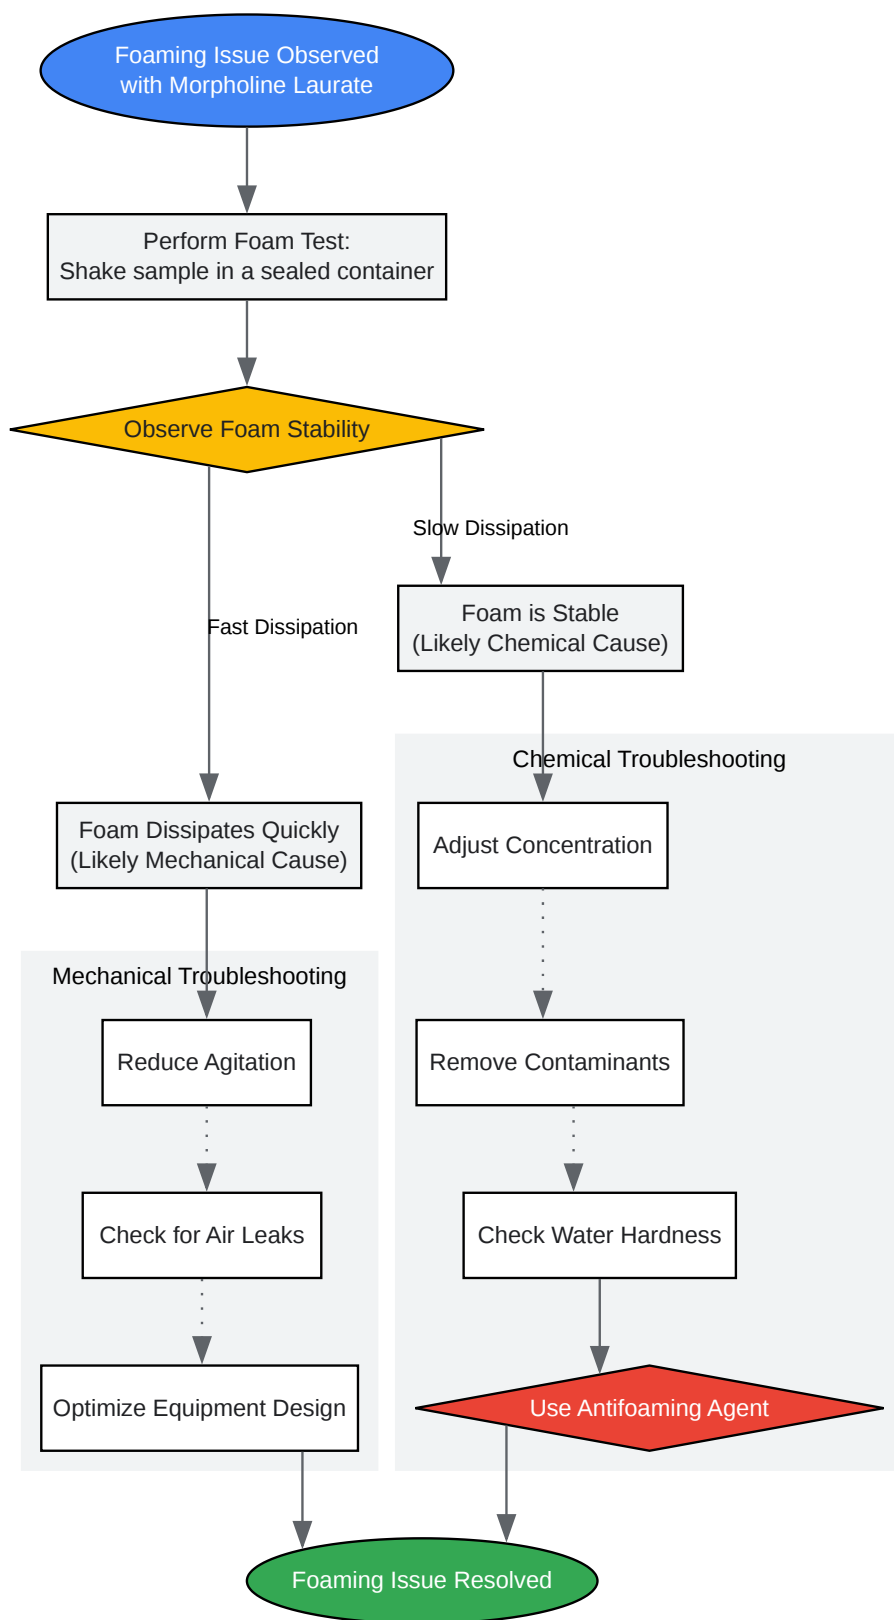 Foaming Issue Observed
with Morpholine Laurate
Perform Foam Test:
Shake sample in a sealed container
Observe Foam Stability
Slow Dissipation
Foam is Stable
(Likely Chemical Cause)
Fast Dissipation
Chemical Troubleshooting
Foam Dissipates Quickly
(Likely Mechanical Cause)
Adjust Concentration
Mechanical Troubleshooting
Reduce Agitation
Remove Contaminants
Check for Air Leaks
Check Water Hardness
Optimize Equipment Design
Use Antifoaming Agent
Foaming Issue Resolved